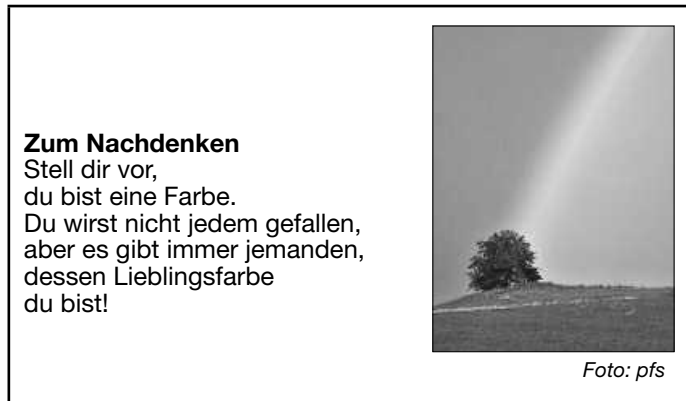 Zum Nachdenken
Stell dir vor,
du bist eine Farbe.
Du wirst nicht jedem gefallen,
aber es gibt immer jemanden,
dessen Lieblingsfarbe
du bist!
Foto: pfs